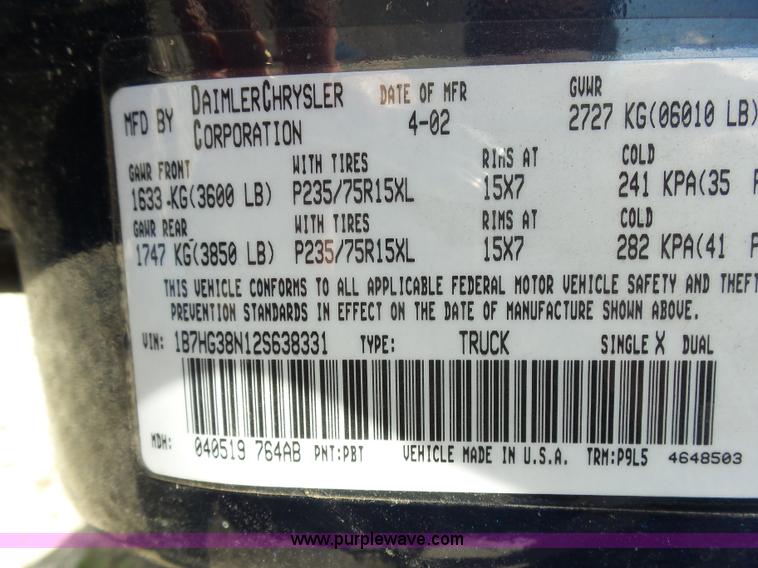 MFD BY DAIMLERCHRYSLER CORPORATION
DATE OF MFR 4-02
GVWR 2727 KG(06010 LB)
GAWR FRONT WITH TIRES RIMS AT COLD
1633 KG(3600 LB) P235/75R15XL 15X7 241 KPA(35
GAWR REAR WITH TIRES RIMS AT COLD
1747 KG(3850 LB) P235/75R15XL 15X7 282 KPA(41
THIS VEHICLE CONFORMS TO ALL APPLICABLE FEDERAL MOTOR VEHICLE SAFETY AND THEFT
PREVENTION STANDARDS IN EFFECT ON THE DATE OF MANUFACTURE SHOWN ABOVE.
VIN: 1B7HG38N12S638331 TYPE: TRUCK SINGLE X DUAL
MDH: 040519 764AB PNT:PBT VEHICLE MADE IN U.S.A. TRM:P9L5 4648503
www.purplewave.com